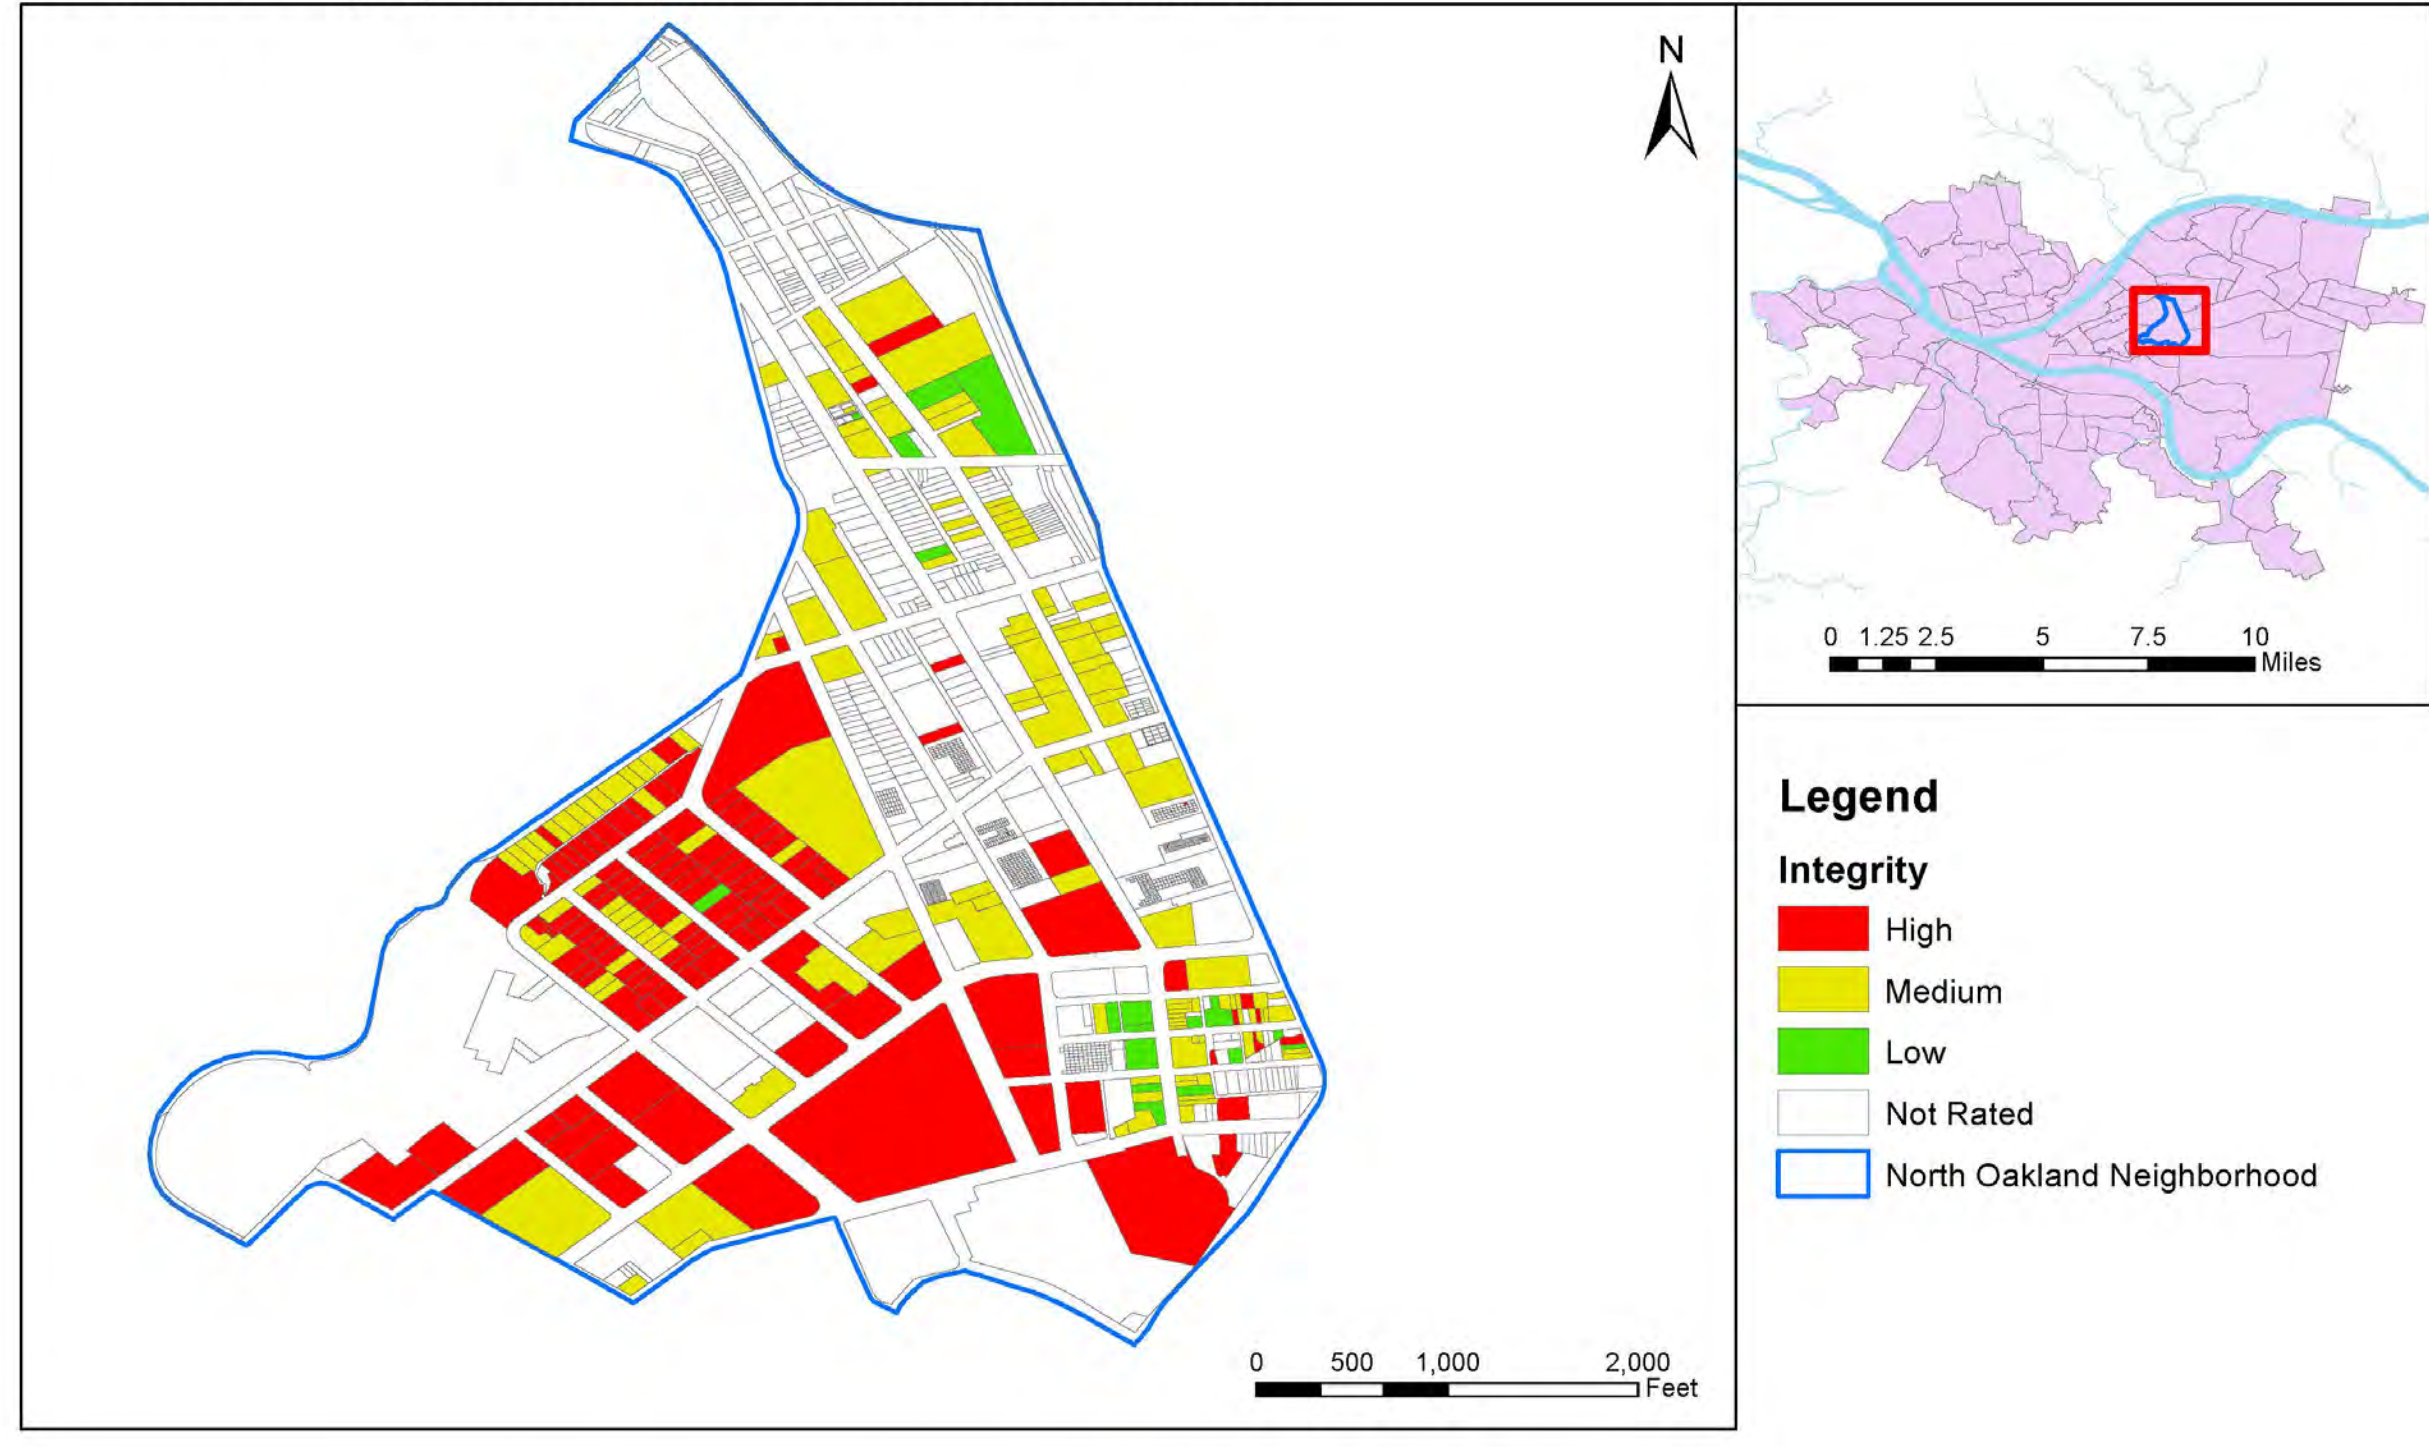 N
0 500 1,000 2,000
Feet
0 1.25 2.5 5 7.5 10
Miles
Legend
Integrity
High
Medium
Low
Not Rated
North Oakland Neighborhood